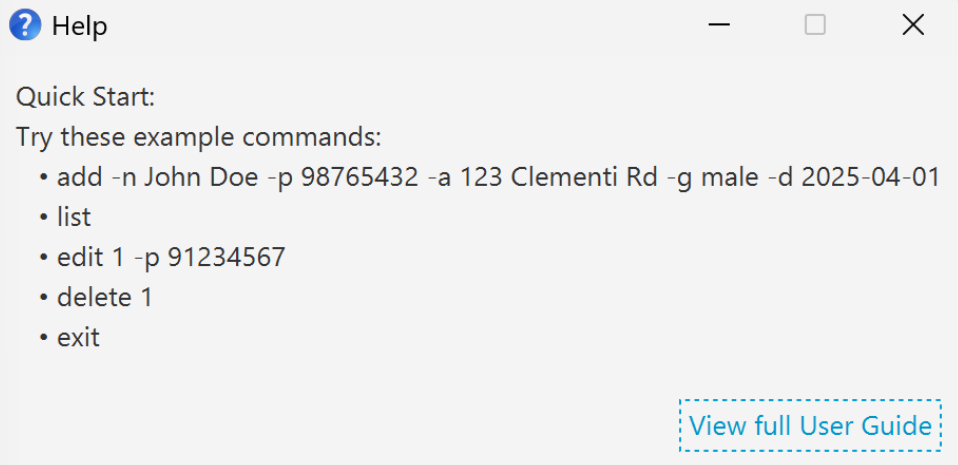 Help
Quick Start:
Try these example commands:
• add -n John Doe -p 98765432 -a 123 Clementi Rd -g male -d 2025-04-01
• list
• edit 1 -p 91234567
• delete 1
• exit
View full User Guide